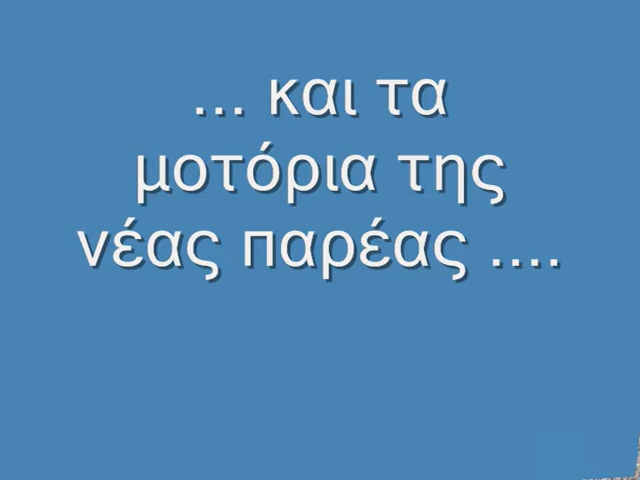 ... και τα
μοτόρια της
νέας παρέας ....